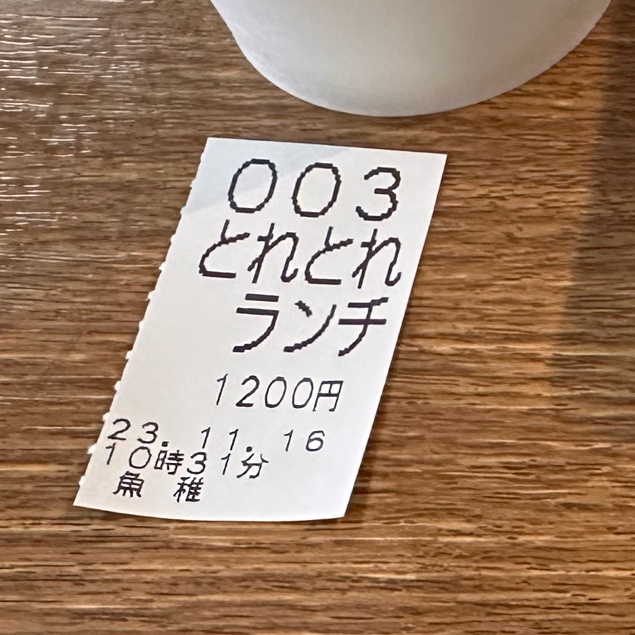 003
とれとれ
ランチ
1200円
23.11.16
10時31分
魚 稚